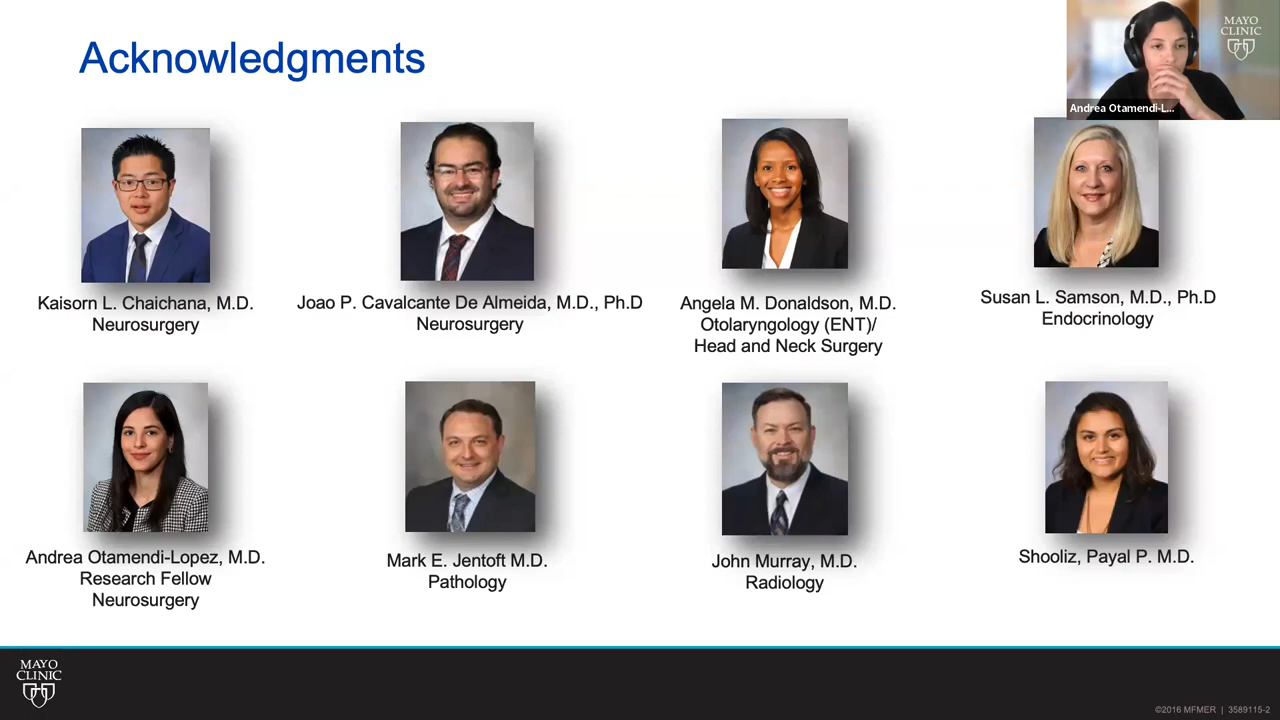 Acknowledgments
MAYO
CLINIC
Andrea Otamendi-L...
Kaisorn L. Chaichana, M.D.
Neurosurgery
Joao P. Cavalcante De Almeida, M.D., Ph.D
Neurosurgery
Angela M. Donaldson, M.D.
Otolaryngology (ENT)/
Head and Neck Surgery
Susan L. Samson, M.D., Ph.D
Endocrinology
Andrea Otamendi-Lopez, M.D.
Research Fellow
Neurosurgery
Mark E. Jentoft M.D.
Pathology
John Murray, M.D.
Radiology
Shooliz, Payal P. M.D.
MAYO
CLINIC
©2016 MFMER | 3589115-2